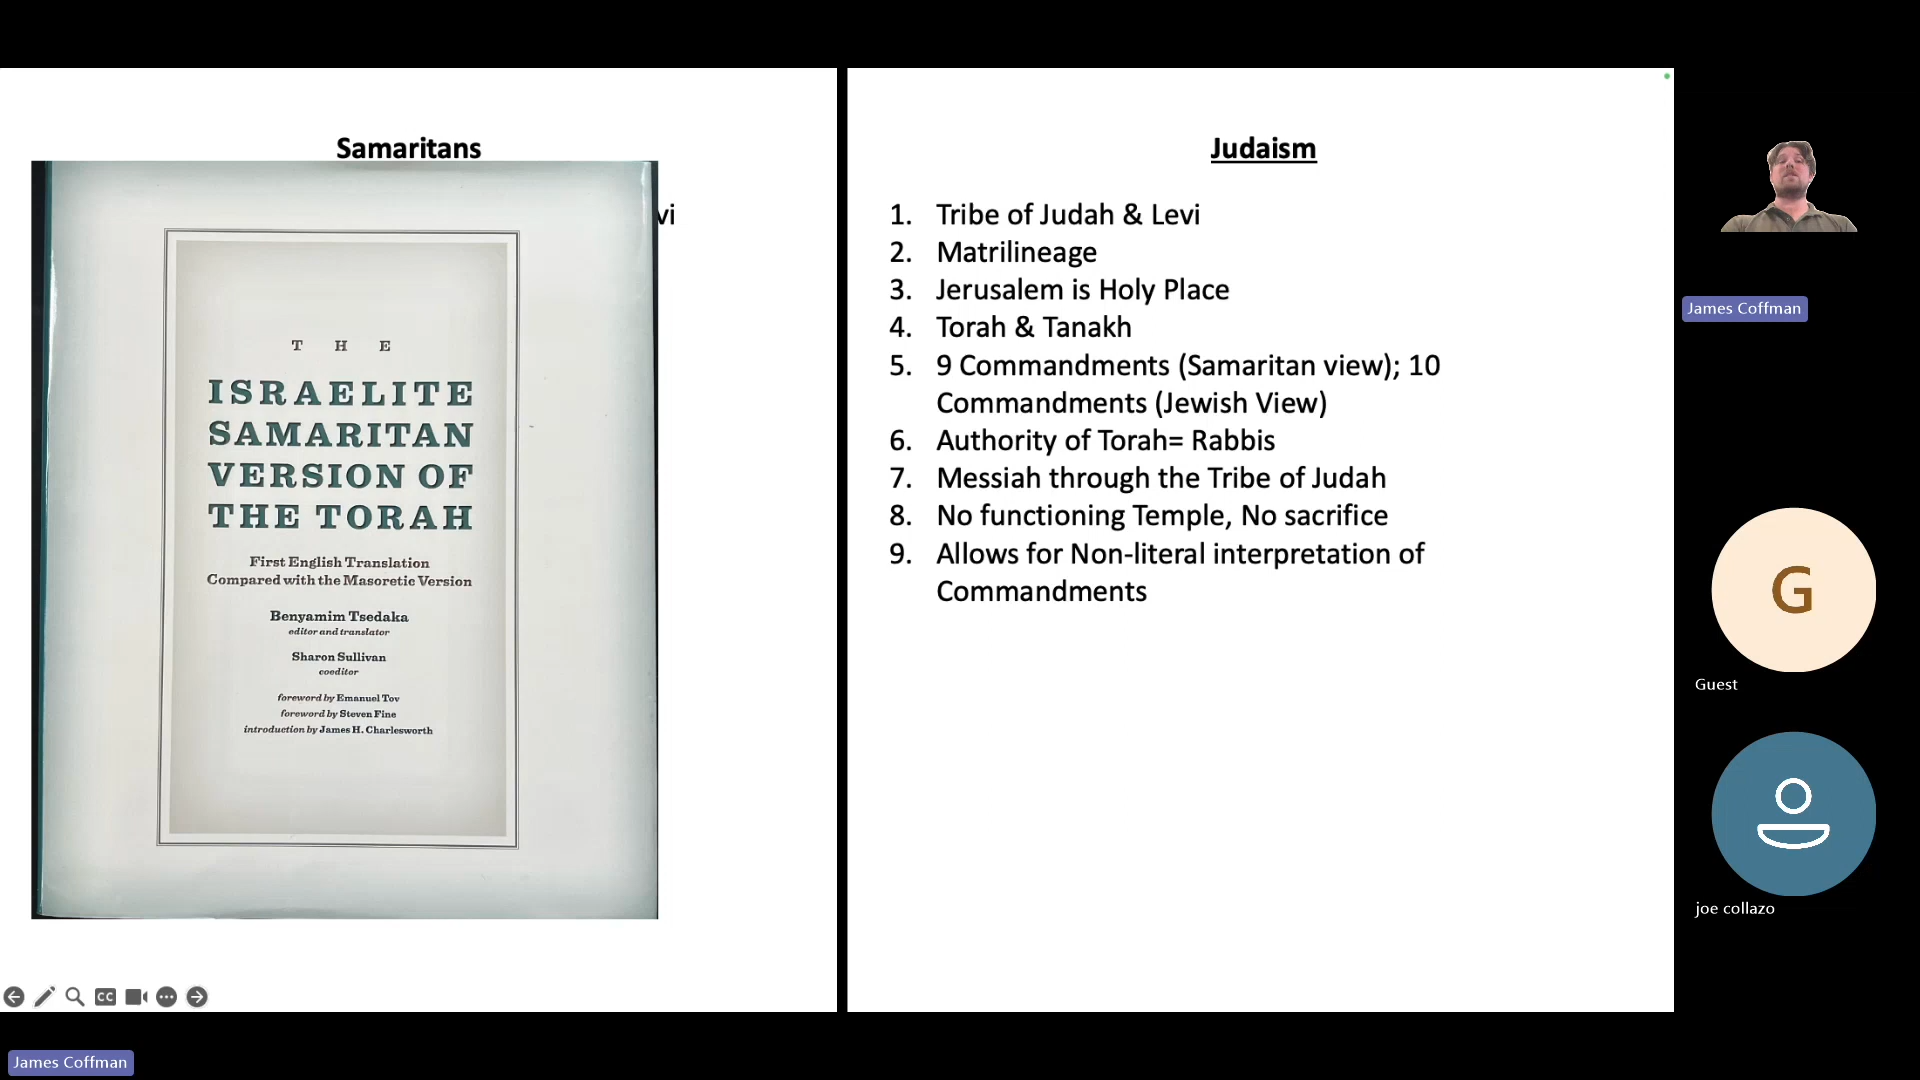 Samaritans
vi
T H E
ISRAELITE
SAMARITAN
VERSION OF
THE TORAH
First English Translation
Compared with the Masoretic Version
Benyamim Tsedaka
editor and translator
Sharon Sullivan
coeditor
foreword by Emanuel Tov
foreword by Steven Fine
introduction by James H. Charlesworth
CC
Judaism
1. Tribe of Judah & Levi
2. Matrilineage
3. Jerusalem is Holy Place
4. Torah & Tanakh
5. 9 Commandments (Samaritan view); 10
Commandments (Jewish View)
6. Authority of Torah= Rabbis
7. Messiah through the Tribe of Judah
8. No functioning Temple, No sacrifice
9. Allows for Non-literal interpretation of
Commandments
James Coffman
G
Guest
joe collazo
James Coffman